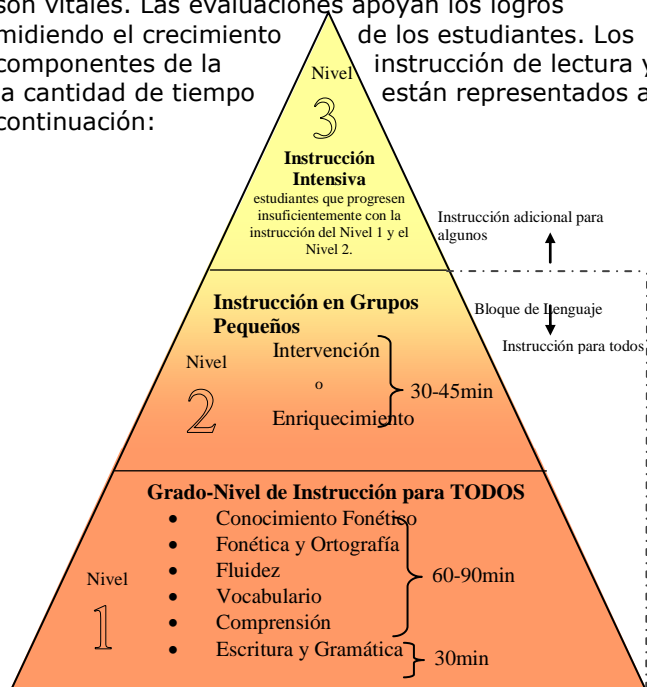 son vitales. Las evaluaciones apoyan los logros
midiendo el crecimiento de los estudiantes. Los
componentes de la instrucción de lectura y
la cantidad de tiempo están representados a
continuación:
Nivel
3
Instrucción
Intensiva
estudiantes que progresen
insuficientemente con la
instrucción del Nivel 1 y el
Nivel 2.
Instrucción adicional para
algunos
Bloque de Lenguaje
Instrucción para todos
Instrucción en Grupos
Pequeños
Nivel
2
Intervención
o
Enriquecimiento
30-45min
Grado-Nivel de Instrucción para TODOS
Nivel
1
• Conocimiento Fonético
• Fonética y Ortografía
• Fluidez
• Vocabulario
• Comprensión
60-90min
• Escritura y Gramática
30min